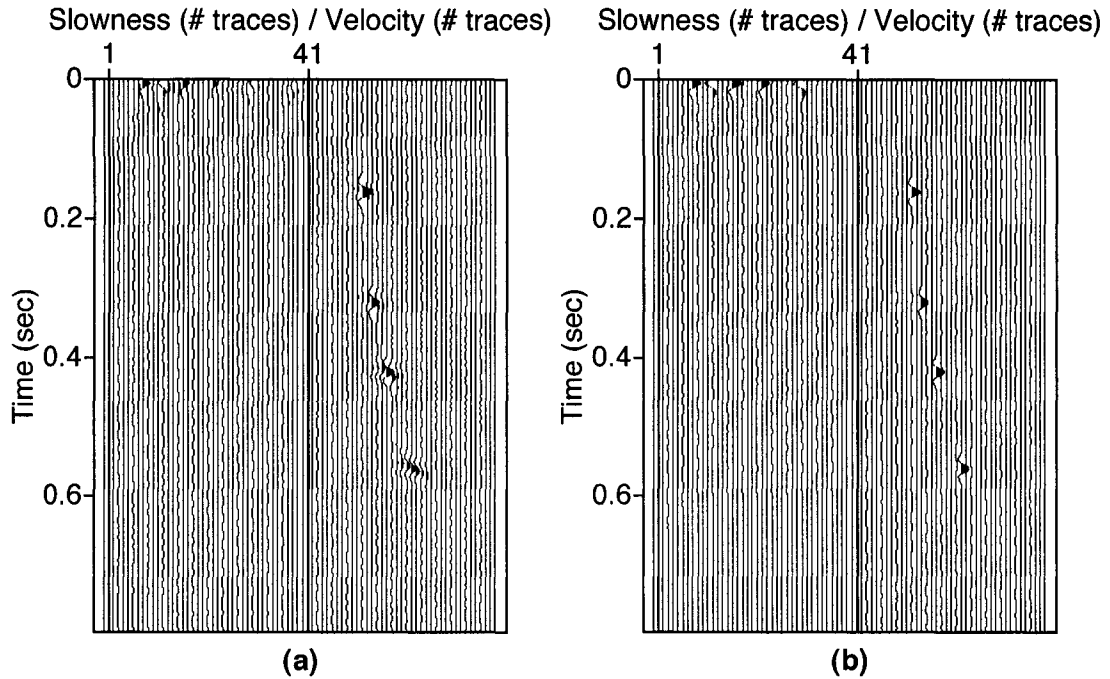 Slowness (# traces) / Velocity (# traces)
1 41
0
0.2
0.4
0.6
Time (sec)
(a)
Slowness (# traces) / Velocity (# traces)
1 41
0
0.2
0.4
0.6
Time (sec)
(b)